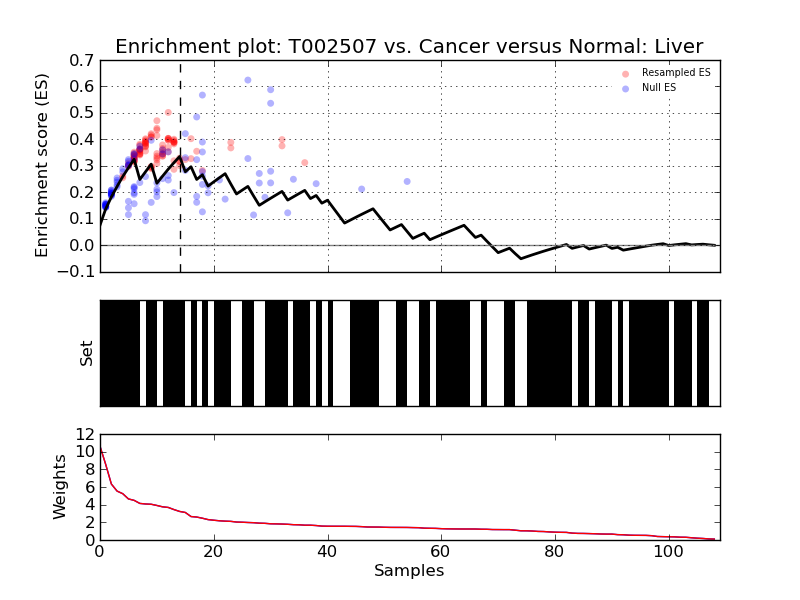 Enrichment plot: T002507 vs. Cancer versus Normal: Liver
Enrichment score (ES)
0.7
0.6
0.5
0.4
0.3
0.2
0.1
0.0
−0.1
Resampled ES
Null ES
Set
Weights
12
10
8
6
4
2
0
0 20 40 60 80 100
Samples